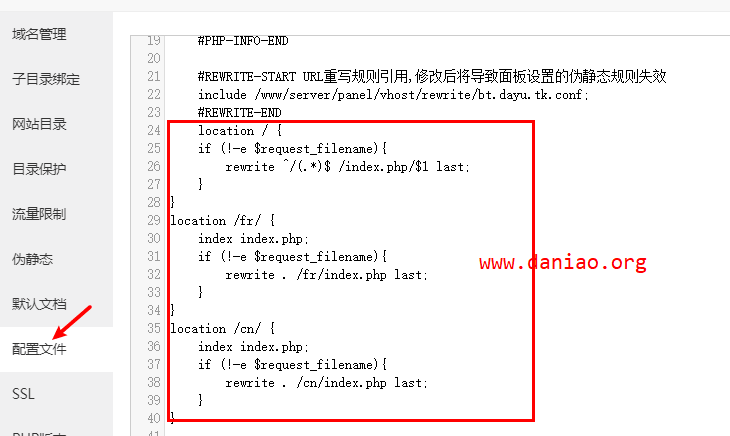 域名管理
子目录绑定
网站目录
目录保护
流量限制
伪静态
默认文档
配置文件
SSL
19 #PHP-INFO-END
20
21 #REWRITE-START URL重写规则引用,修改后将导致面板设置的伪静态规则失效
22 include /www/server/panel/vhost/rewrite/bt.dayu.tk.conf;
23 #REWRITE-END
24 location / {
25 if (!-e $request_filename){
26 rewrite ^/(.*)$ /index.php/$1 last;
27 }
28 }
29 location /fr/ {
30 index index.php;
31 if (!-e $request_filename){
32 rewrite . /fr/index.php last;
33 }
34 }
35 location /cn/ {
36 index index.php;
37 if (!-e $request_filename){
38 rewrite . /cn/index.php last;
39 }
40 }
41
www.daniao.org